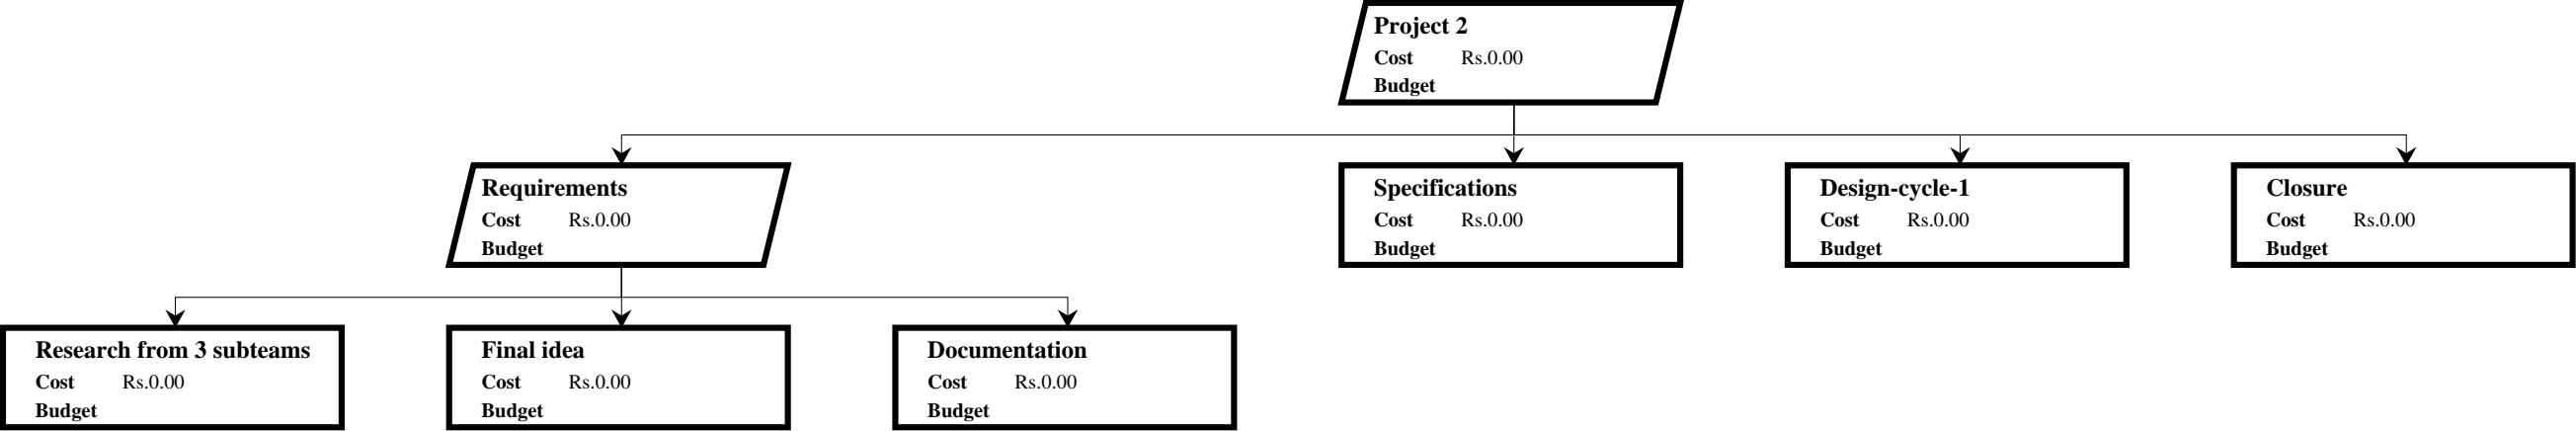 Project 2
Cost Rs.0.00
Budget
Requirements
Cost Rs.0.00
Budget
Specifications
Cost Rs.0.00
Budget
Design-cycle-1
Cost Rs.0.00
Budget
Closure
Cost Rs.0.00
Budget
Research from 3 subteams
Cost Rs.0.00
Budget
Final idea
Cost Rs.0.00
Budget
Documentation
Cost Rs.0.00
Budget